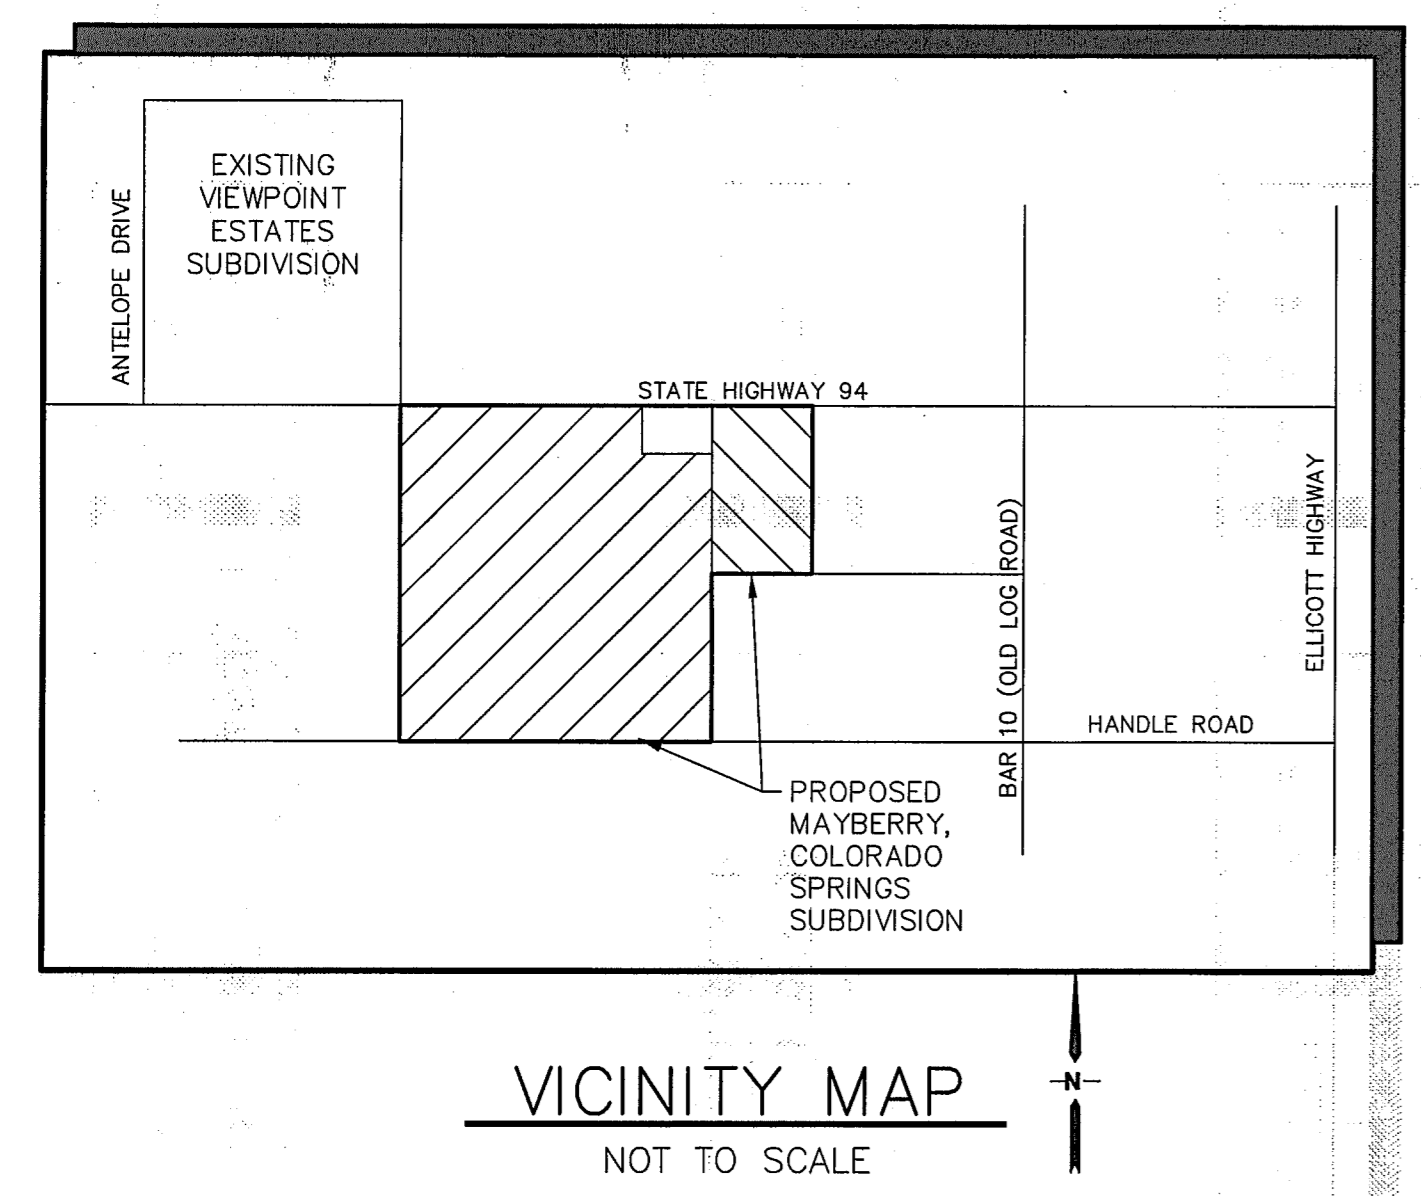 EXISTING
VIEWPOINT
ESTATES
SUBDIVISION
ANTELOPE DRIVE
STATE HIGHWAY 94
BAR 10 (OLD LOG ROAD)
ELLICOTT HIGHWAY
HANDLE ROAD
PROPOSED
MAYBERRY,
COLORADO
SPRINGS
SUBDIVISION
VICINITY MAP
NOT TO SCALE
N